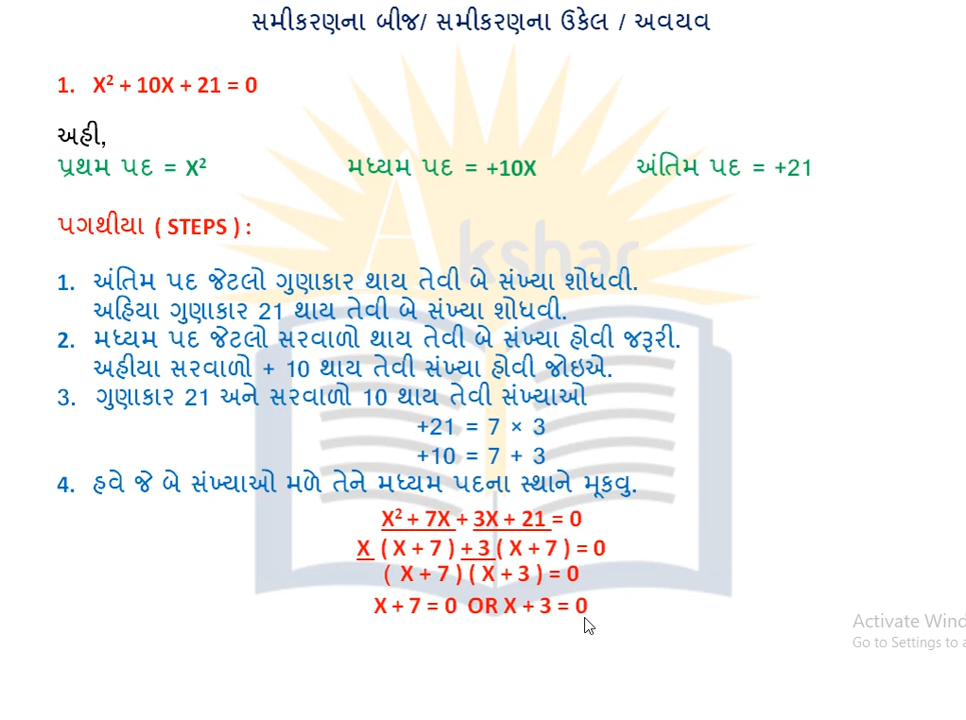 સમીકરણના બીજ/ સમીકરણના ઉકેલ / અવયવ
1. X² + 10X + 21 = 0
અહી,
પ્રથમ પદ = X² મધ્યમ પદ = +10X અંતિમ પદ = +21
પગથીયા ( STEPS ) :
Akshar
1. અંતિમ પદ જેટલો ગુણાકાર થાય તેવી બે સંખ્યા શોધવી.
અહિયા ગુણાકાર 21 થાય તેવી બે સંખ્યા શોધવી.
2. મધ્યમ પદ જેટલો સરવાળો થાય તેવી બે સંખ્યા હોવી જરૂરી.
અહીયા સરવાળો + 10 થાય તેવી સંખ્યા હોવી જોઇએ.
3. ગુણાકાર 21 અને સરવાળો 10 થાય તેવી સંખ્યાઓ
+21 = 7 × 3
+10 = 7 + 3
4. હવે જે બે સંખ્યાઓ મળે તેને મધ્યમ પદના સ્થાને મૂકવુ.
X² + 7X + 3X + 21 = 0
X ( X + 7 ) + 3 ( X + 7 ) = 0
( X + 7 ) ( X + 3 ) = 0
X + 7 = 0 OR X + 3 = 0
Activate Wind
Go to Settings to a